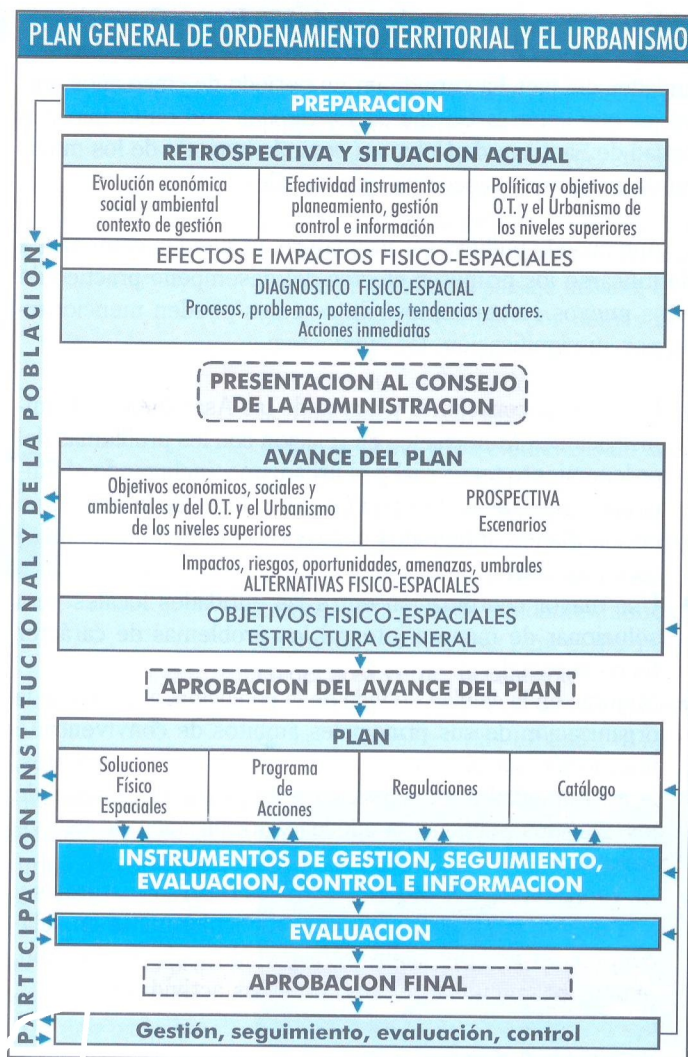 PLAN GENERAL DE ORDENAMIENTO TERRITORIAL Y EL URBANISMO
PREPARACION
RETROSPECTIVA Y SITUACION ACTUAL
Evolución económica
social y ambiental
contexto de gestión
Efectividad instrumentos
planeamiento, gestión
control e información
Políticas y objetivos del
O.T. y el Urbanismo de
los niveles superiores
EFECTOS E IMPACTOS FISICO-ESPACIALES
DIAGNOSTICO FISICO-ESPACIAL
Procesos, problemas, potenciales, tendencias y actores.
Acciones inmediatas
PRESENTACION AL CONSEJO
DE LA ADMINISTRACION
AVANCE DEL PLAN
Objetivos económicos, sociales y
ambientales y del O.T. y el Urbanismo
de los niveles superiores
PROSPECTIVA
Escenarios
Impactos, riesgos, oportunidades, amenazas, umbrales
ALTERNATIVAS FISICO-ESPACIALES
OBJETIVOS FISICO-ESPACIALES
ESTRUCTURA GENERAL
APROBACION DEL AVANCE DEL PLAN
PLAN
Soluciones
Físico
Espaciales
Programa
de
Acciones
Regulaciones
Catálogo
INSTRUMENTOS DE GESTION, SEGUIMIENTO,
EVALUACION, CONTROL E INFORMACION
EVALUACION
APROBACION FINAL
Gestión, seguimiento, evaluación, control
PARTICIPACION INSTITUCIONAL Y DE LA POBLACION